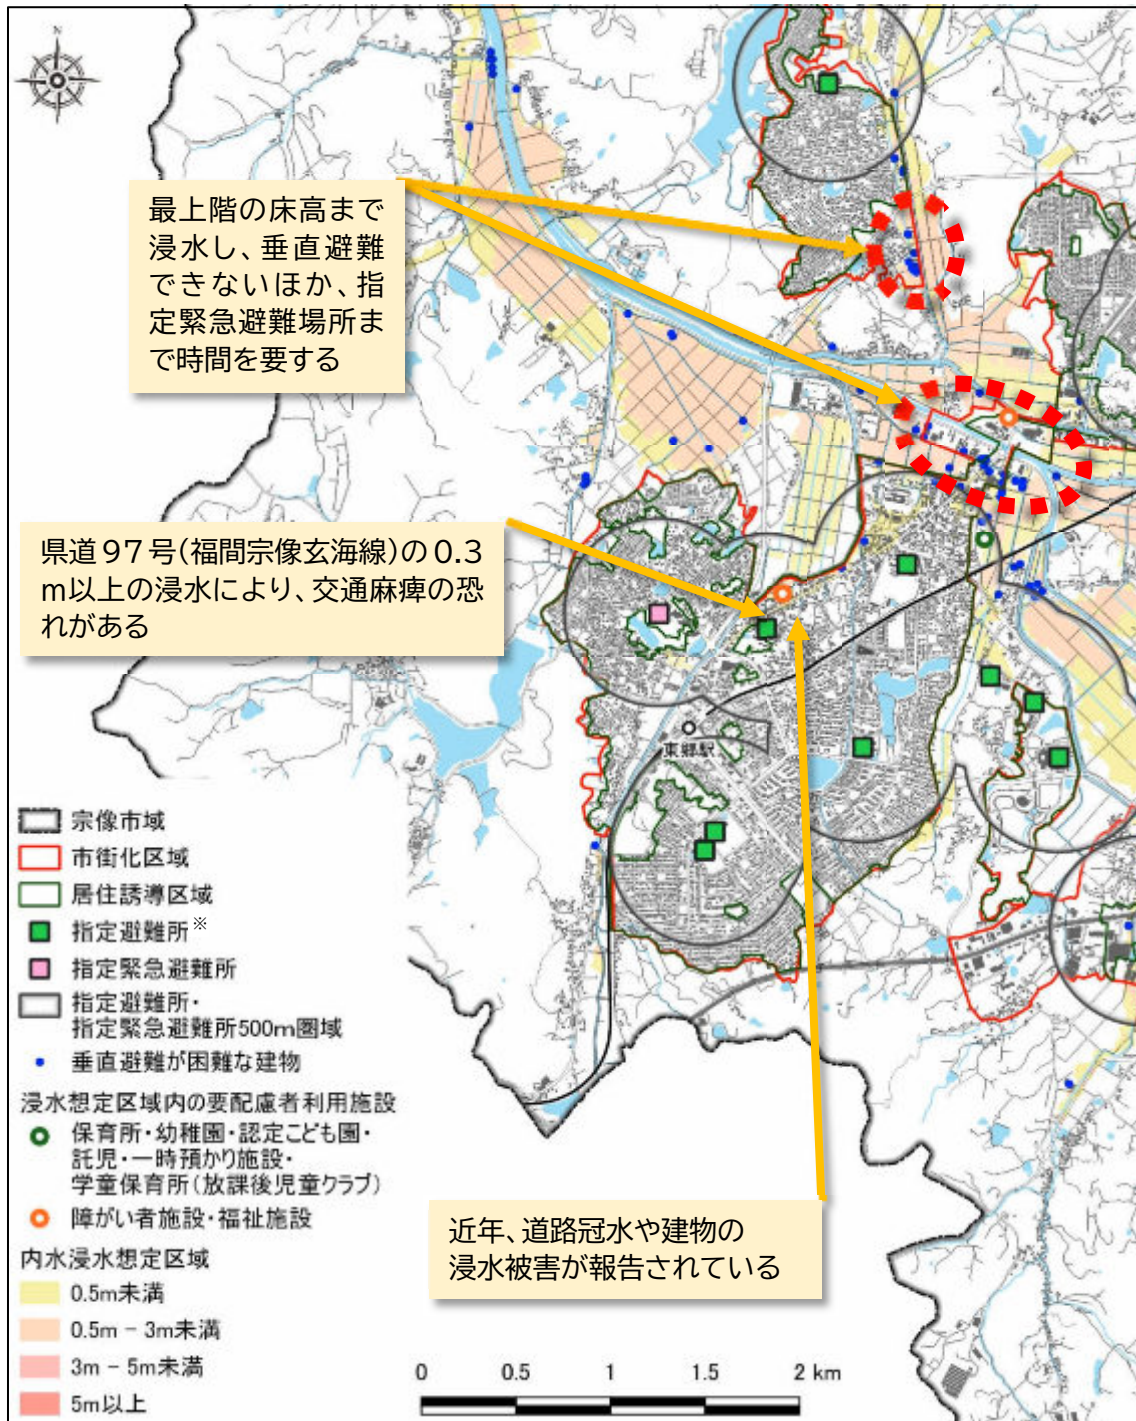 N
最上階の床高まで
浸水し、垂直避難
できないほか、指
定緊急避難場所ま
で時間を要する
県道97号(福間宗像玄海線)の0.3
m以上の浸水により、交通麻痺の恐
れがある
東郷駅
宗像市域
市街化区域
居住誘導区域
指定避難所※
指定緊急避難所
指定避難所・
指定緊急避難所500m圏域
垂直避難が困難な建物
浸水想定区域内の要配慮者利用施設
保育所・幼稚園・認定こども園・
託児・一時預かり施設・
学童保育所(放課後児童クラブ)
障がい者施設・福祉施設
内水浸水想定区域
0.5m未満
0.5m - 3m未満
3m - 5m未満
5m以上
近年、道路冠水や建物の
浸水被害が報告されている
0 0.5 1 1.5 2 km